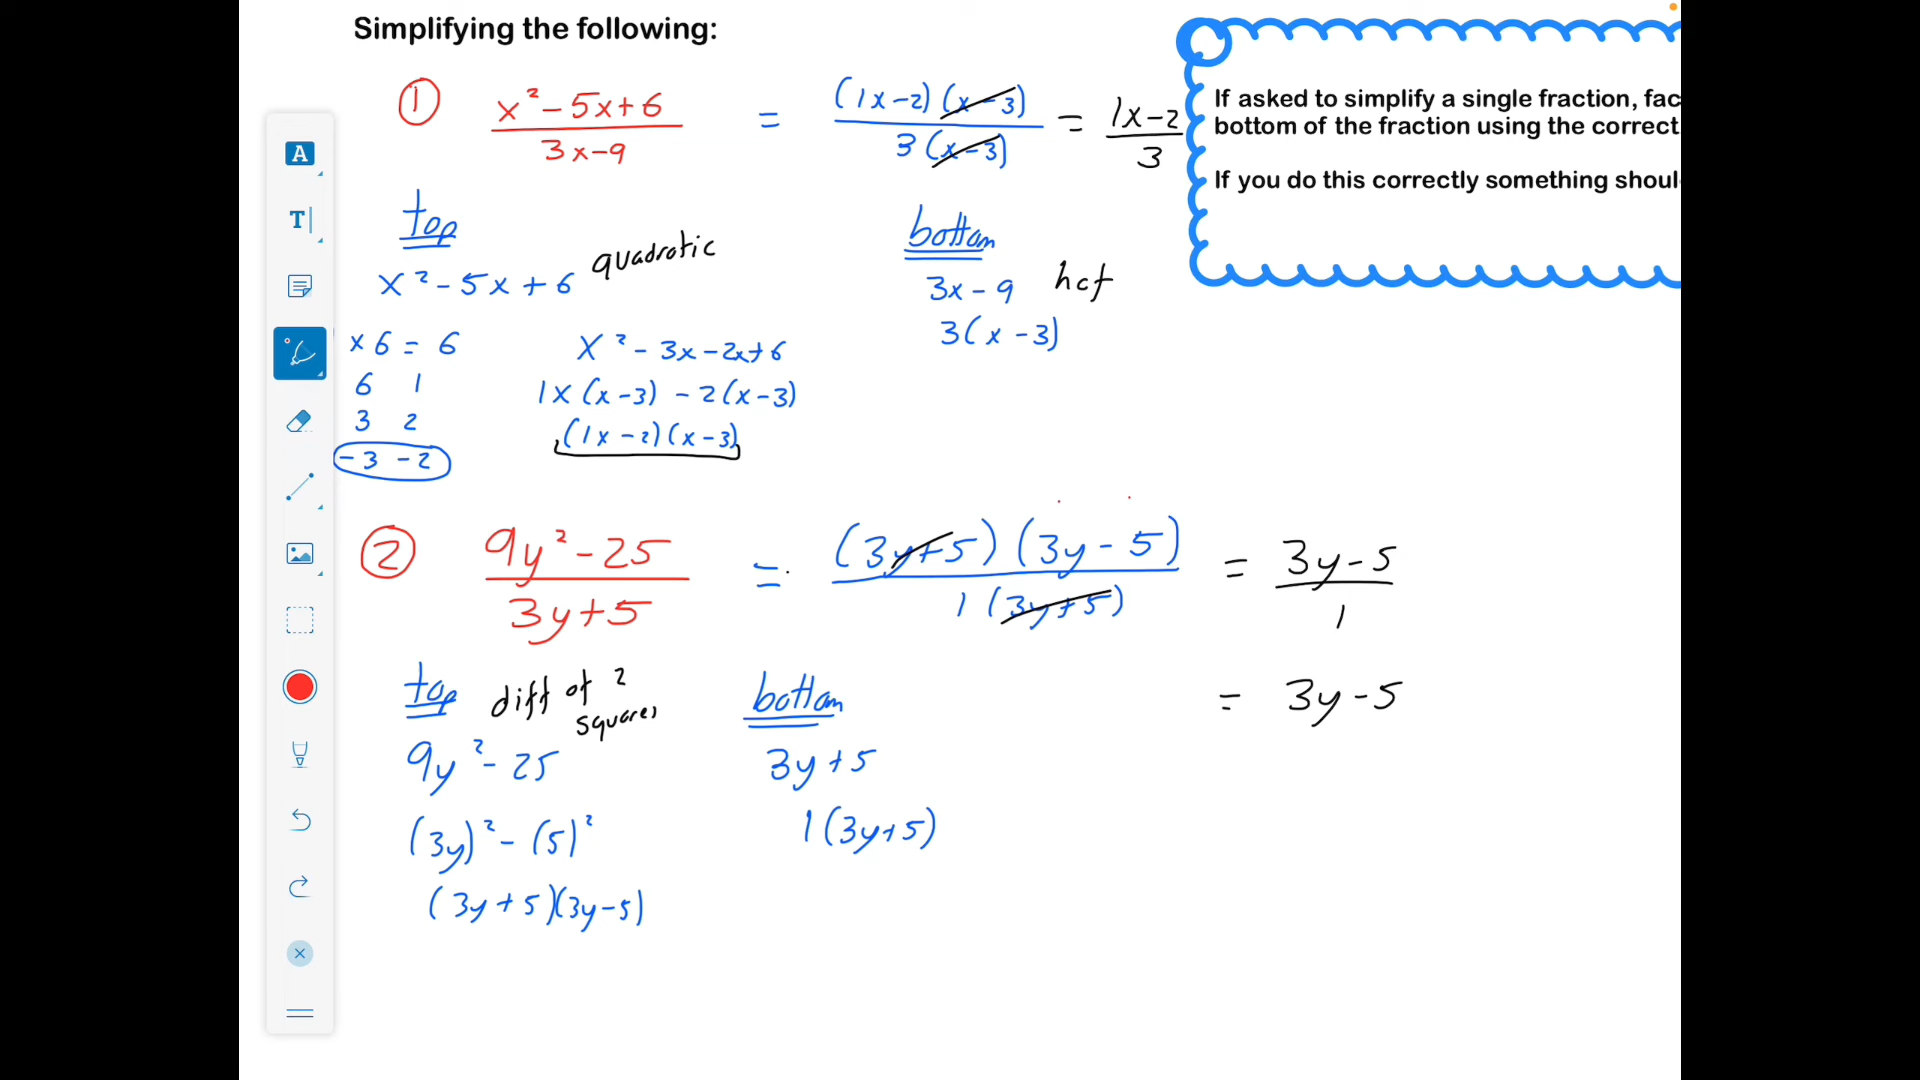 Simplifying the following:
① x² - 5x + 6 / 3x - 9 = (1x - 2)(x - 3) / 3(x - 3) = 1x - 2 / 3
If asked to simplify a single fraction, fac
bottom of the fraction using the correct
If you do this correctly something shoul
top
bottom
x² - 5x + 6 quadratic
3x - 9 hcf
3(x - 3)
x 6 = 6
6 1
3 2
-3 -2
x² - 3x - 2x + 6
1x(x - 3) - 2(x - 3)
(1x - 2)(x - 3)
② 9y² - 25 / 3y + 5 = (3y + 5)(3y - 5) / 1(3y + 5) = 3y - 5 / 1
= 3y - 5
top diff of 2
squares
9y² - 25
(3y)² - (5)²
(3y + 5)(3y - 5)
bottom
3y + 5
1(3y + 5)
A
T